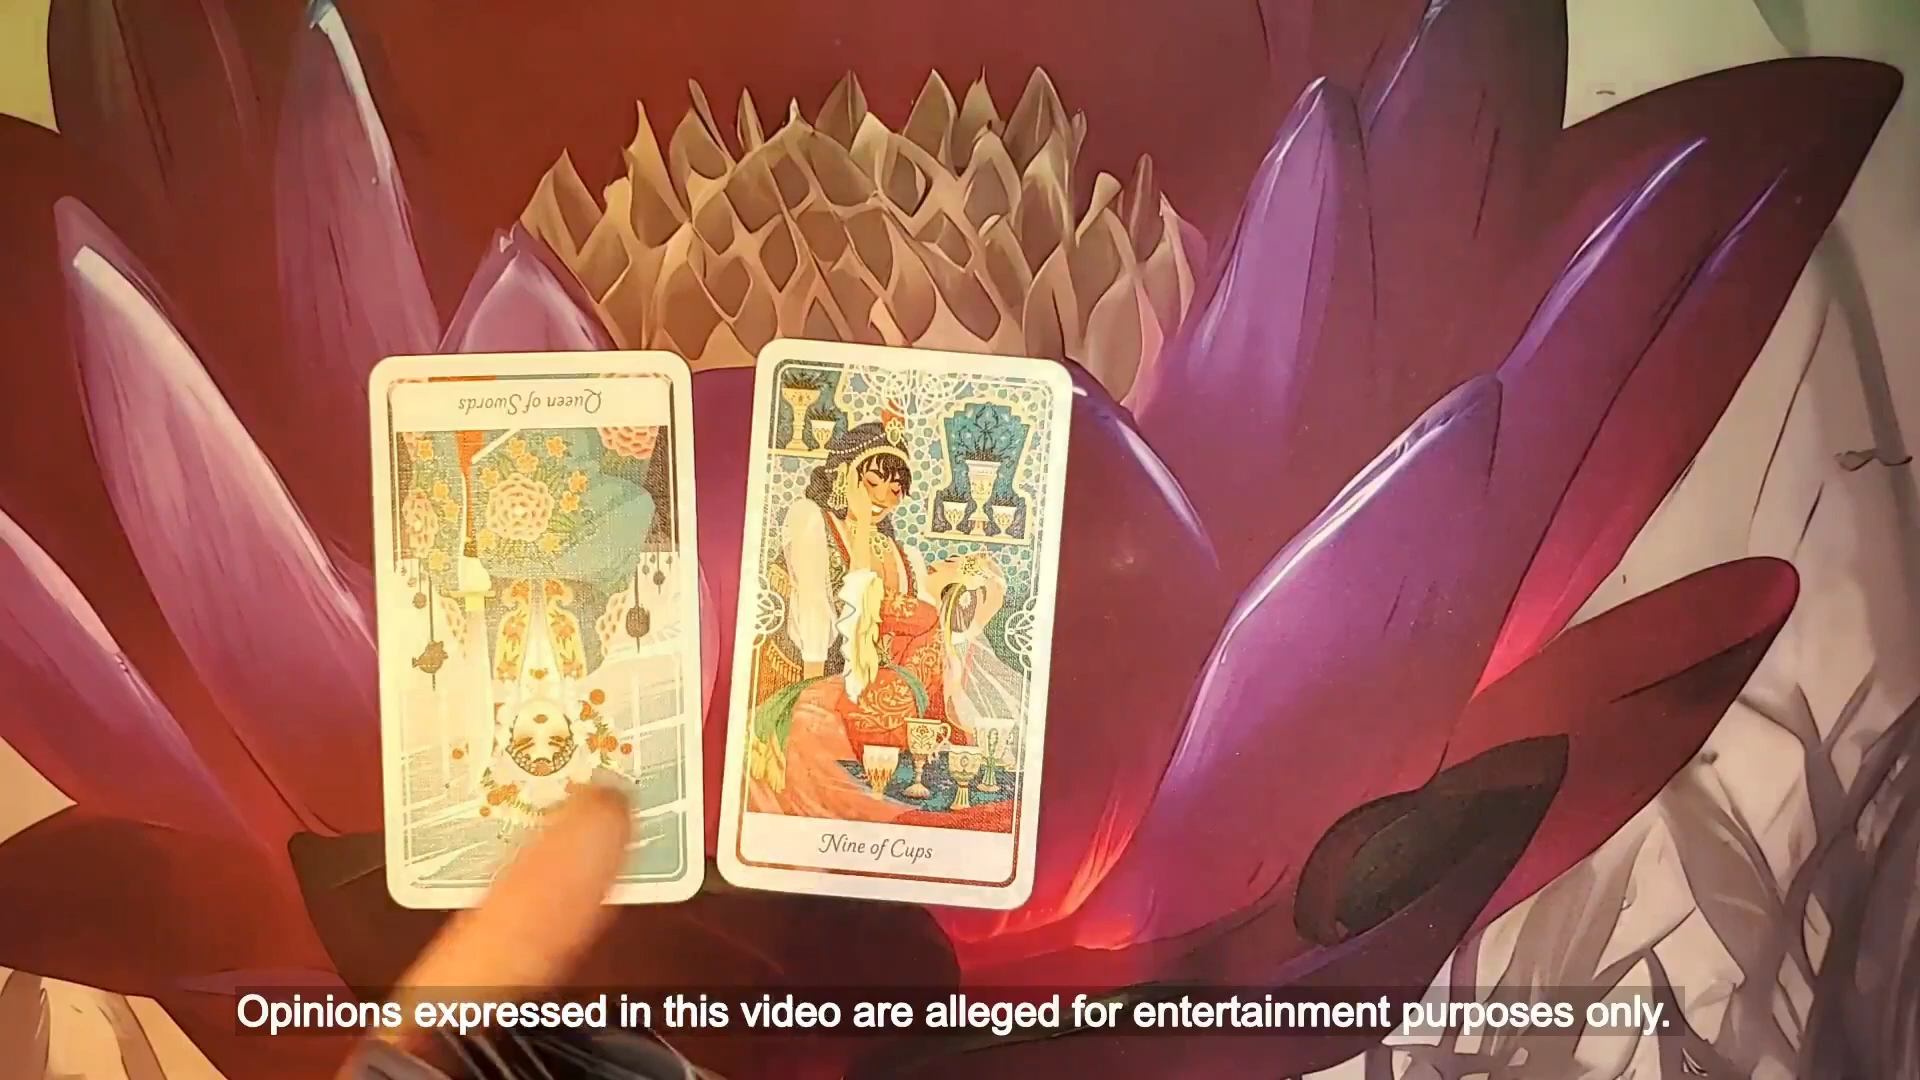 Queen of Swords
Nine of Cups
Opinions expressed in this video are alleged for entertainment purposes only.